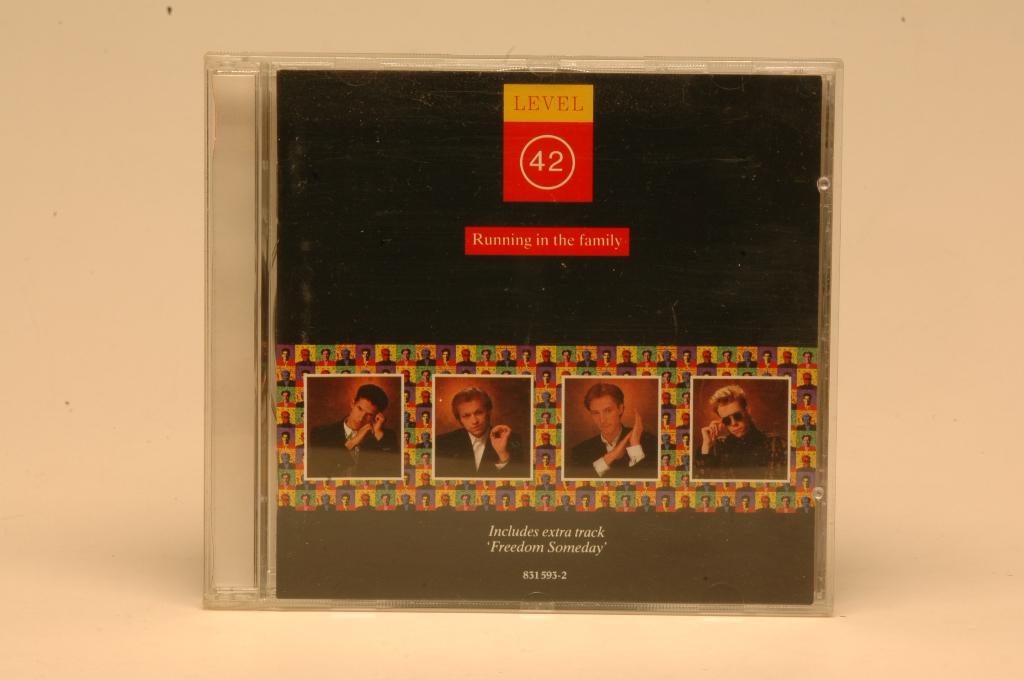 LEVEL
42
Running in the family
Includes extra track
'Freedom Someday'
831 593-2